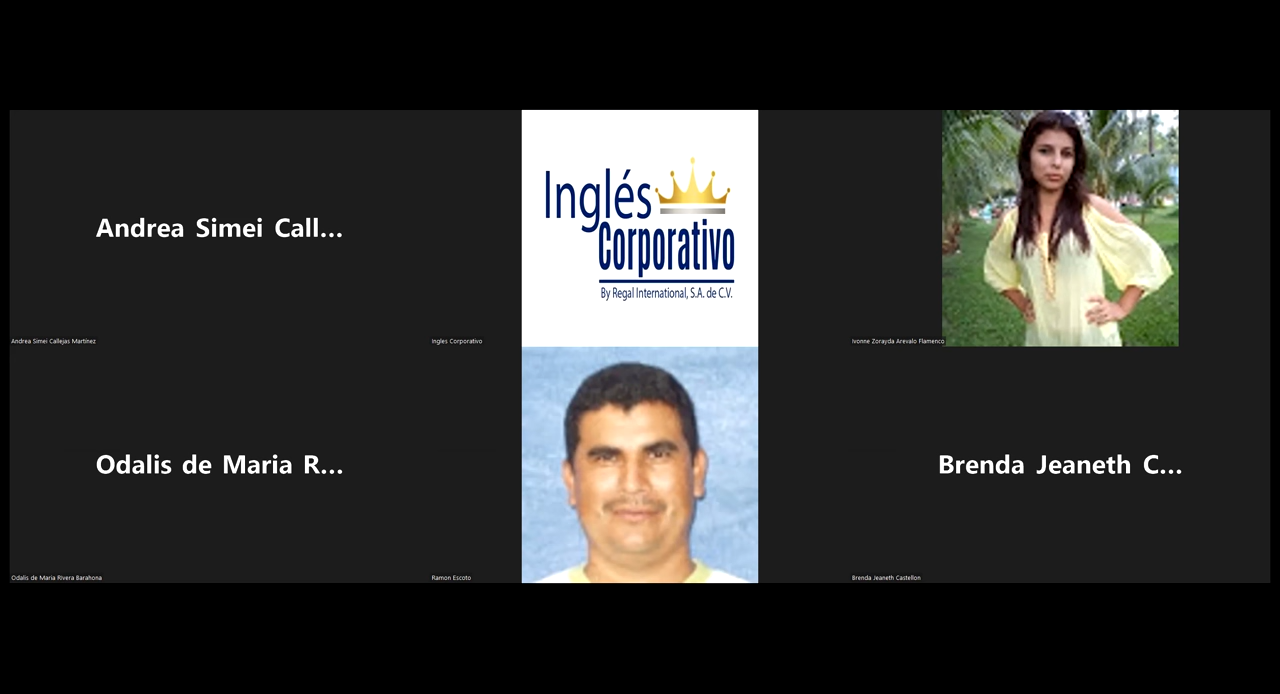 Andrea Simei Call...
Andrea Simei Callejas Martínez
Inglés
Corporativo
By Regal International, S.A. de C.V.
Ingles Corporativo
Ivonne Zorayda Arevalo Flamenco
Odalis de Maria R...
Odalis de Maria Rivera Barahona
Ramon Escoto
Brenda Jeaneth C...
Brenda Jeaneth Castellon